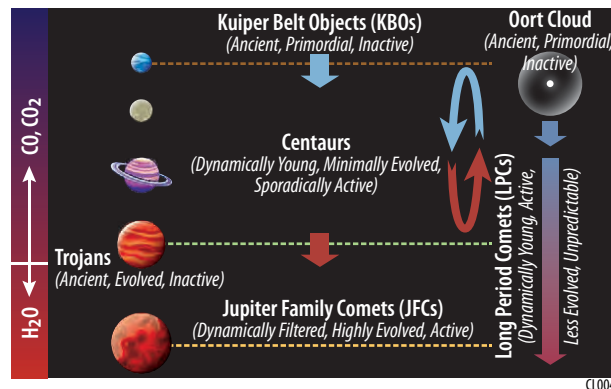 Kuiper Belt Objects (KBOs)
(Ancient, Primordial, Inactive)
Oort Cloud
(Ancient, Primordial,
Inactive)
CO, CO₂
Centaurs
(Dynamically Young, Minimally Evolved,
Sporadically Active)
Long Period Comets (LPCs)
(Dynamically Young, Active,
Less Evolved, Unpredictable)
Trojans
(Ancient, Evolved, Inactive)
H₂O
Jupiter Family Comets (JFCs)
(Dynamically Filtered, Highly Evolved, Active)